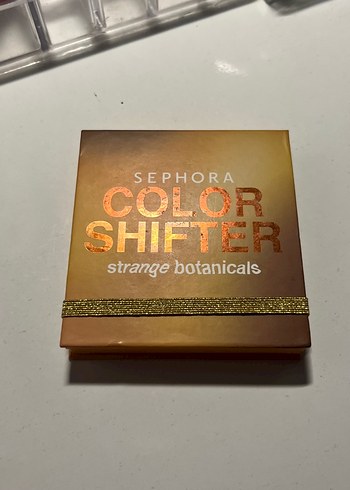 SEPHORA
COLOR
SHIFTER
strange botanicals